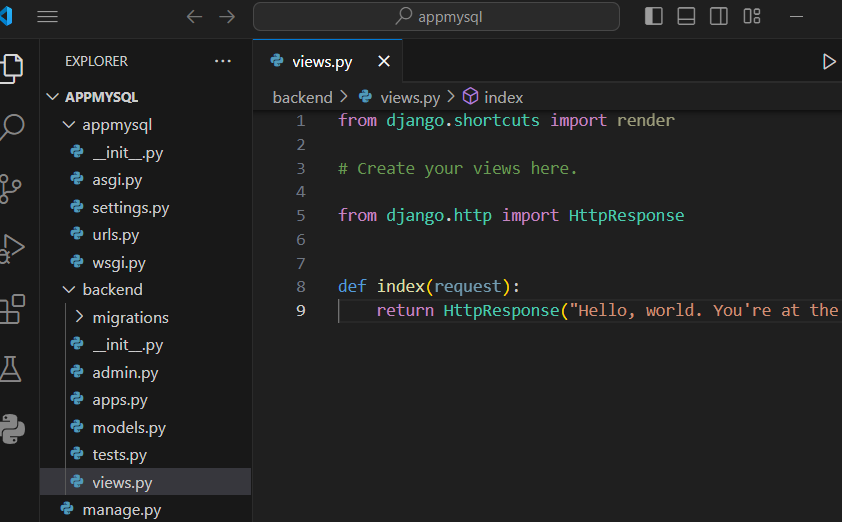 appmysql
EXPLORER
...
APPMYSQL
appmysql
__init__.py
asgi.py
settings.py
urls.py
wsgi.py
backend
migrations
__init__.py
admin.py
apps.py
models.py
tests.py
views.py
manage.py
views.py
backend > views.py > index
1 from django.shortcuts import render
2
3 # Create your views here.
4
5 from django.http import HttpResponse
6
7
8 def index(request):
9     return HttpResponse("Hello, world. You're at the